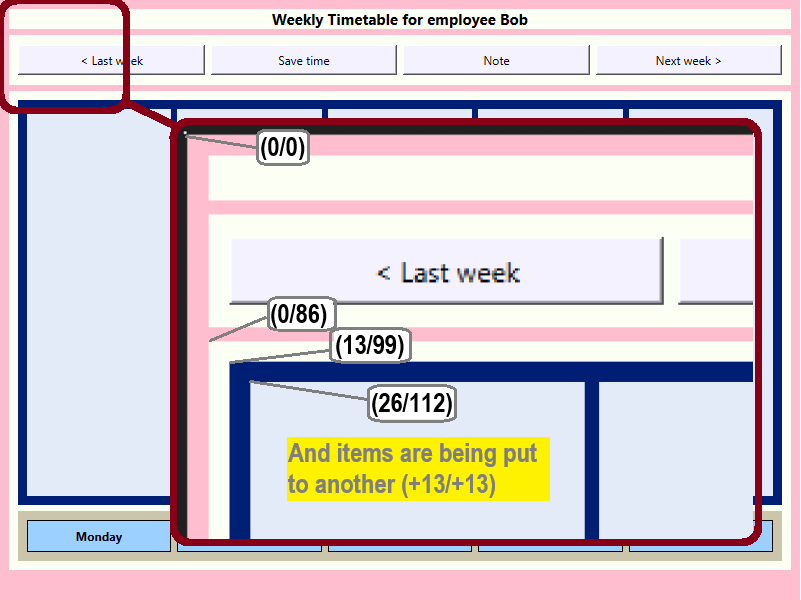 Weekly Timetable for employee Bob
< Last week
Save time
Note
Next week >
(0/0)
< Last week
(0/86)
(13/99)
(26/112)
And items are being put
to another (+13/+13)
Monday